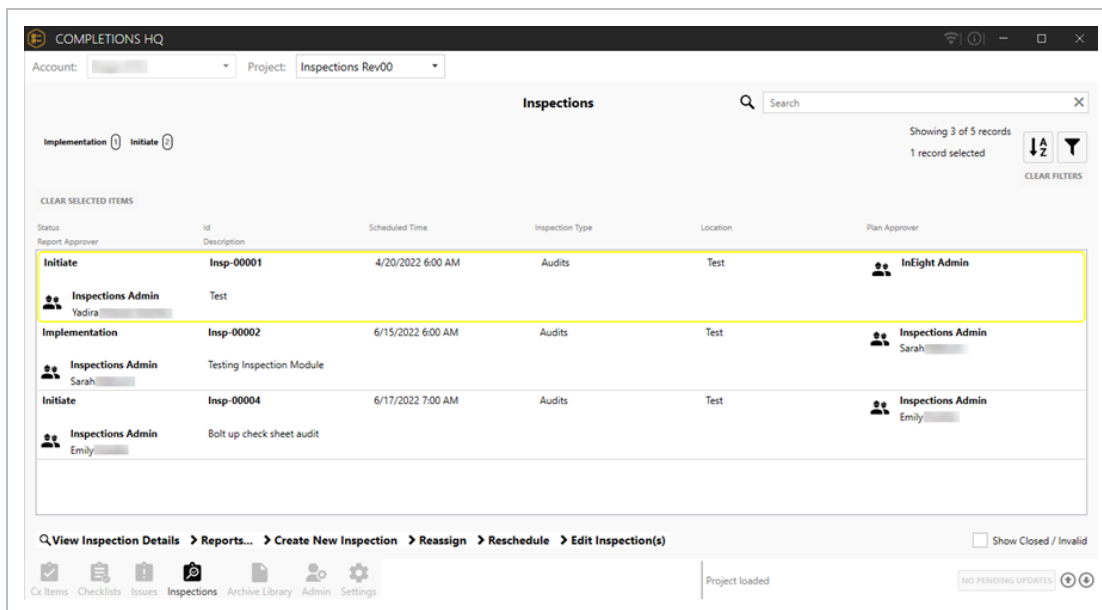 COMPLETIONS HQ
Account: Project: Inspections Rev00
Inspections Search
Implementation 1 Initiate 2
Showing 3 of 5 records
1 record selected
CLEAR FILTERS
CLEAR SELECTED ITEMS
Status Id Scheduled Time Inspection Type Location Plan Approver
Report Approver Description
Initiate Insp-00001 4/20/2022 6:00 AM Audits Test InEight Admin
Inspections Admin Test
Yadira
Implementation Insp-00002 6/15/2022 6:00 AM Audits Test Inspections Admin
Sarah
Inspections Admin Testing Inspection Module
Sarah
Initiate Insp-00004 6/17/2022 7:00 AM Audits Test Inspections Admin
Emily
Inspections Admin Bolt up check sheet audit
Emily
View Inspection Details Reports... Create New Inspection Reassign Reschedule Edit Inspection(s) Show Closed / Invalid
Cx Items Checklists Issues Inspections Archive Library Admin Settings Project loaded NO PENDING UPDATES